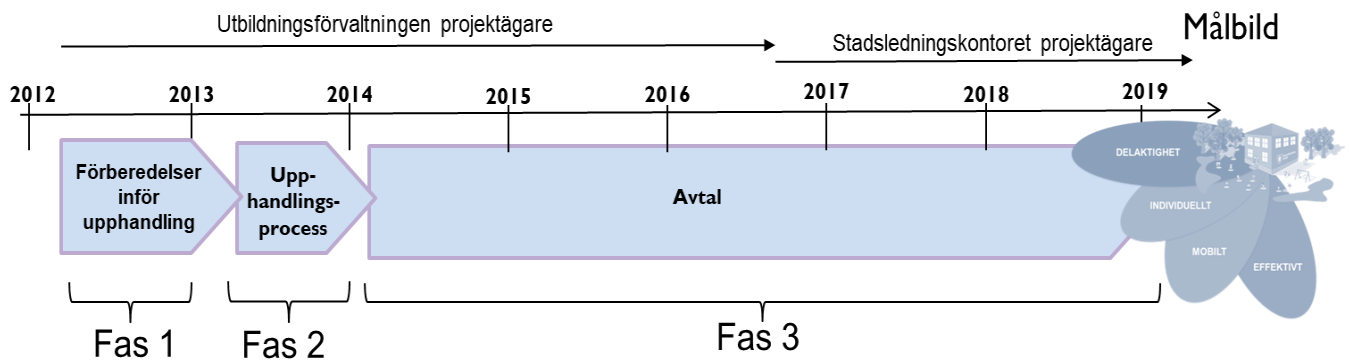 Utbildningsförvaltningen projektägare
Målbild
Stadsledningskontoret projektägare
2012 2013 2014 2015 2016 2017 2018 2019
Förberedelser
inför
upphandling
Upp-
handlings-
process
Avtal
DELAKTIGHET
INDIVIDUELLT
MOBILT
EFFEKTIVT
Fas 1
Fas 2
Fas 3